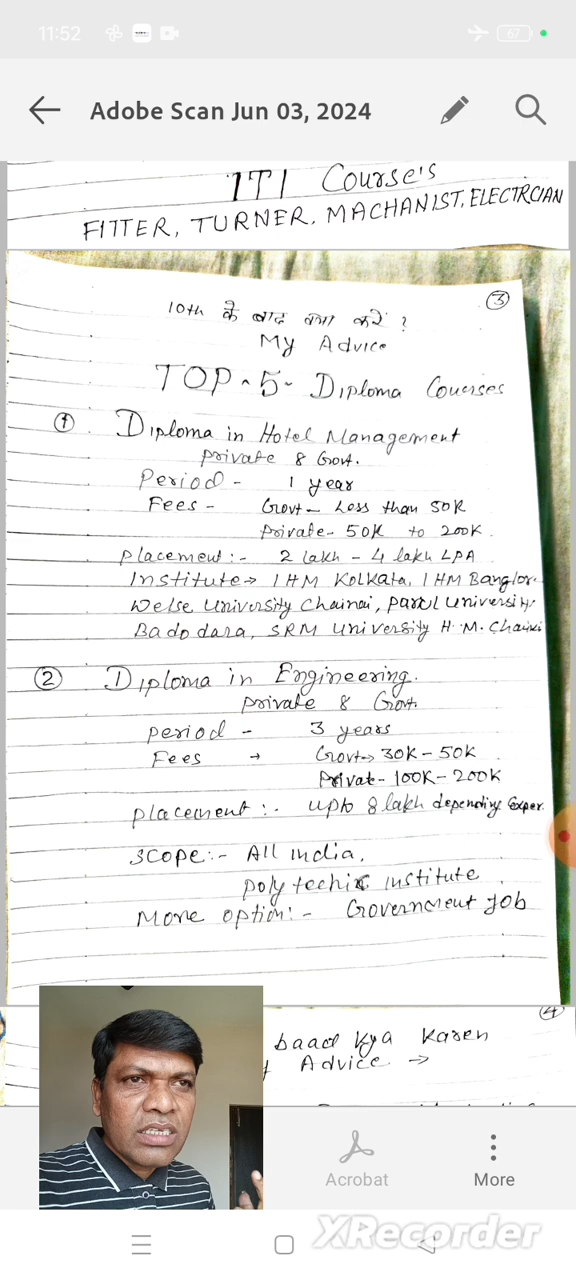 11:52
67
Adobe Scan Jun 03, 2024
ITI Course's
FITTER, TURNER, MACHANIST, ELECTRCIAN
3
10th के बाद क्या करें ?
My Advice
TOP-5- Diploma Courses
1 Diploma in Hotel Management
private & Govt.
Period - 1 year
Fees - Govt- Less than 50K
private- 50K to 200K
Placement:- 2 Lakh - 4 Lakh LPA
Institute → IHM Kolkata, IHM Banglor
Welse University Chainai, Parul University
Badodara, SRM University H.M. Chainai
2 Diploma in Engineering.
private & Govt.
Period - 3 years
Fees → Govt→ 30K-50K
Privat- 100K-200K
Placement:- upto 8 lakh depending Exper.
Scope:- All india,
poly techic institute
More option:- Government Job
4
baad Kya Karen
Advice →
Acrobat
More
XRecorder